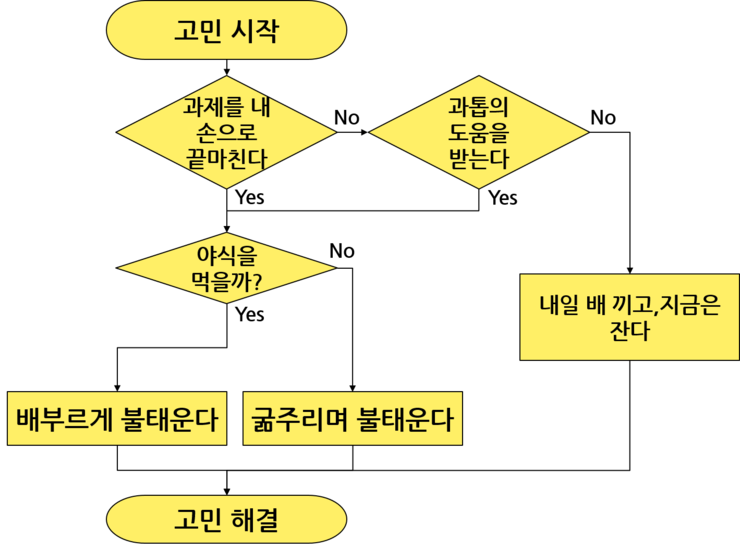 고민 시작
과제를 내
손으로
끝마친다
No
과톱의
도움을
받는다
No
Yes
Yes
야식을
먹을까?
No
Yes
내일 배 끼고,지금은
잔다
배부르게 불태운다
굶주리며 불태운다
고민 해결